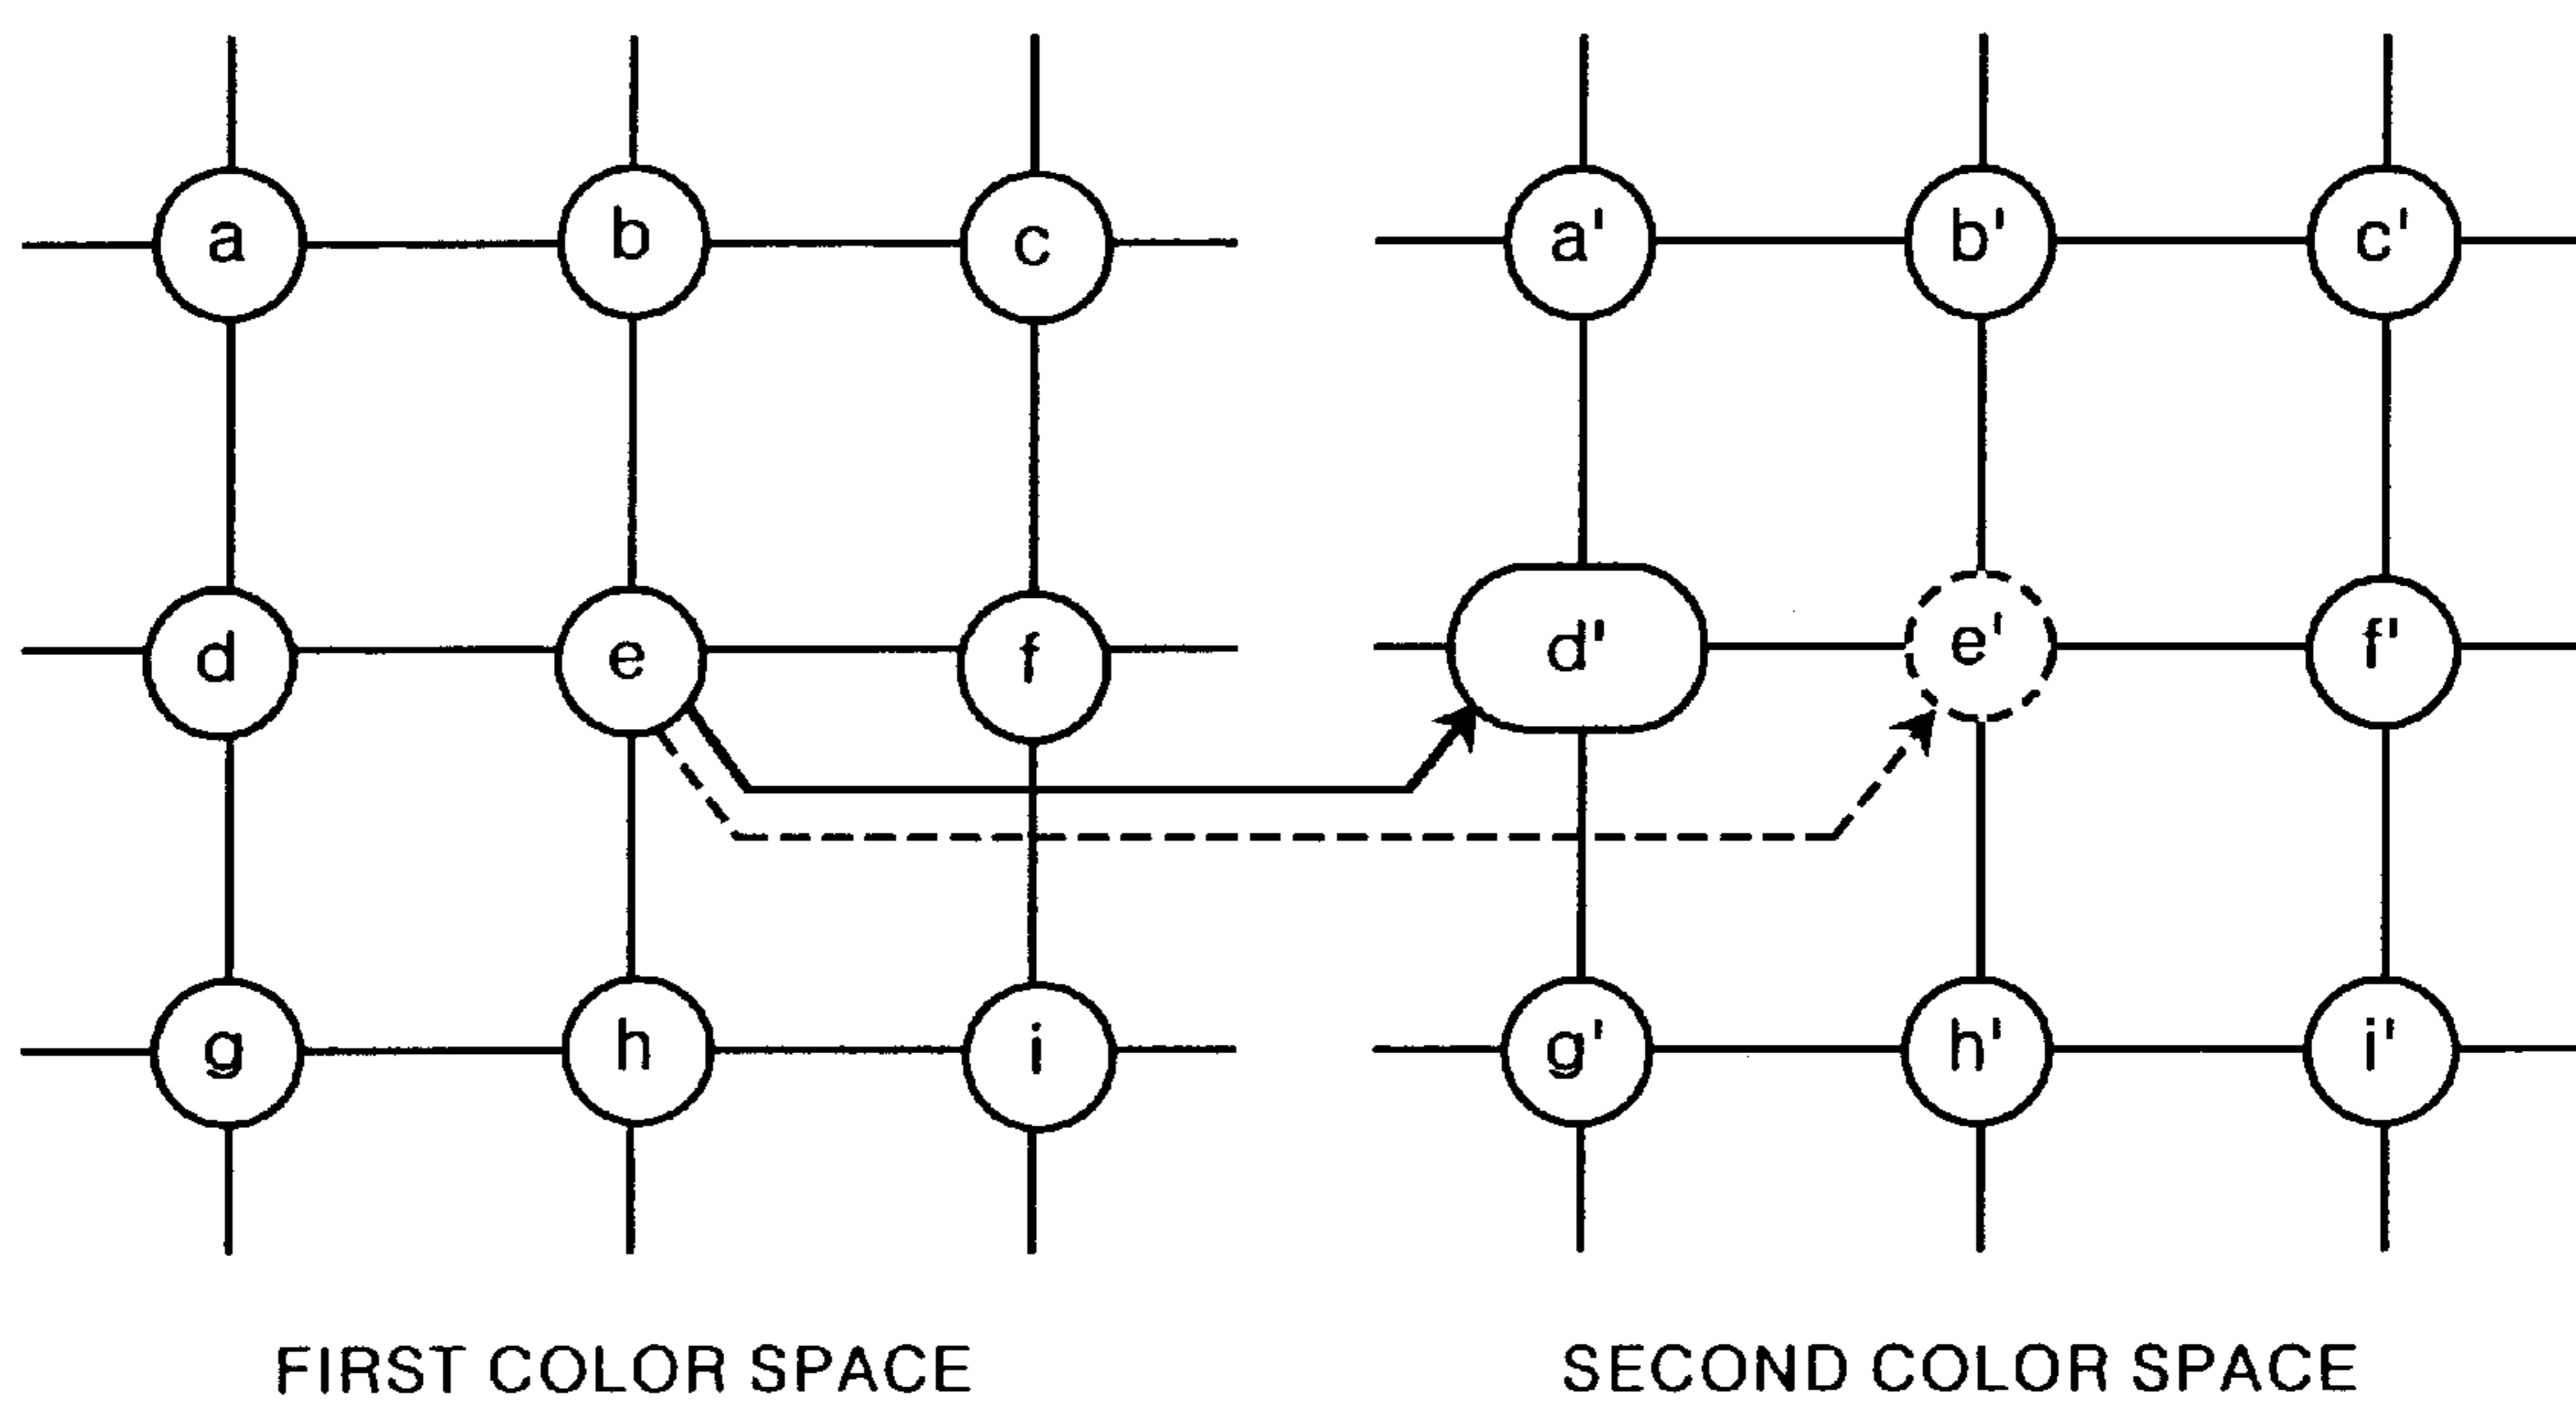 a b c a' b' c'
d e f d' e' f'
g h i g' h' i'
FIRST COLOR SPACE SECOND COLOR SPACE